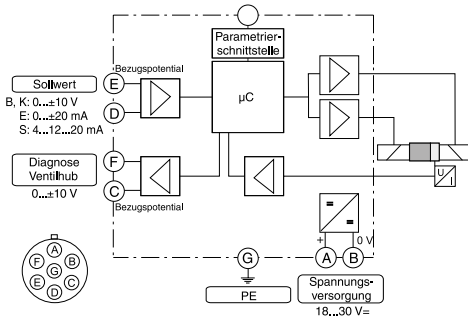 Parametrier-
schnittstelle
Bezugspotential
Sollwert
E
µC
B, K: 0...±10 V
E: 0...±20 mA
S: 4...12...20 mA
D
Diagnose
Ventilhub
F
0...±10 V
C
Bezugspotential
U
I
=
=
+
0 V
G
A
B
A
F
B
G
E
C
D
PE
Spannungs-
versorgung
18...30 V=